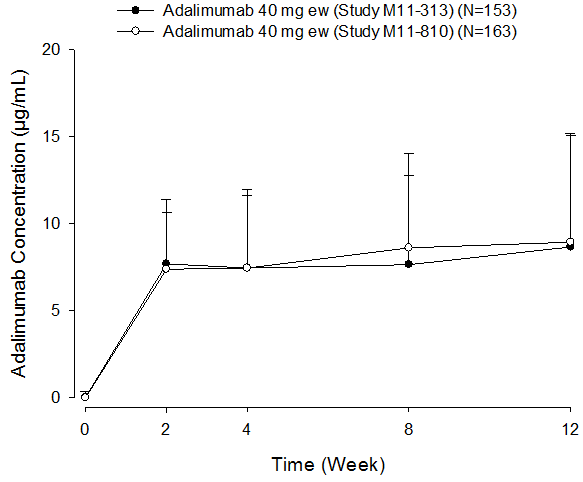 Adalimumab 40 mg ew (Study M11-313) (N=153)
Adalimumab 40 mg ew (Study M11-810) (N=163)
20
15
10
5
0
Adalimumab Concentration (μg/mL)
0 2 4 8 12
Time (Week)